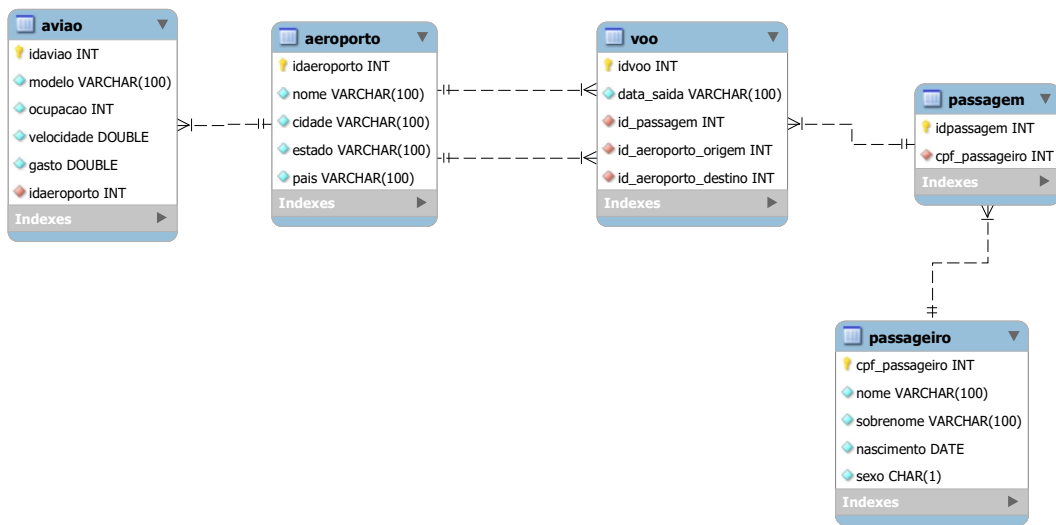 aviao
idaviao INT
modelo VARCHAR(100)
ocupacao INT
velocidade DOUBLE
gasto DOUBLE
idaeroporto INT
Indexes
aeroporto
idaeroporto INT
nome VARCHAR(100)
cidade VARCHAR(100)
estado VARCHAR(100)
pais VARCHAR(100)
Indexes
voo
idvoo INT
data_saida VARCHAR(100)
id_passagem INT
id_aeroporto_origem INT
id_aeroporto_destino INT
Indexes
passagem
idpassagem INT
cpf_passageiro INT
Indexes
passageiro
cpf_passageiro INT
nome VARCHAR(100)
sobrenome VARCHAR(100)
nascimento DATE
sexo CHAR(1)
Indexes